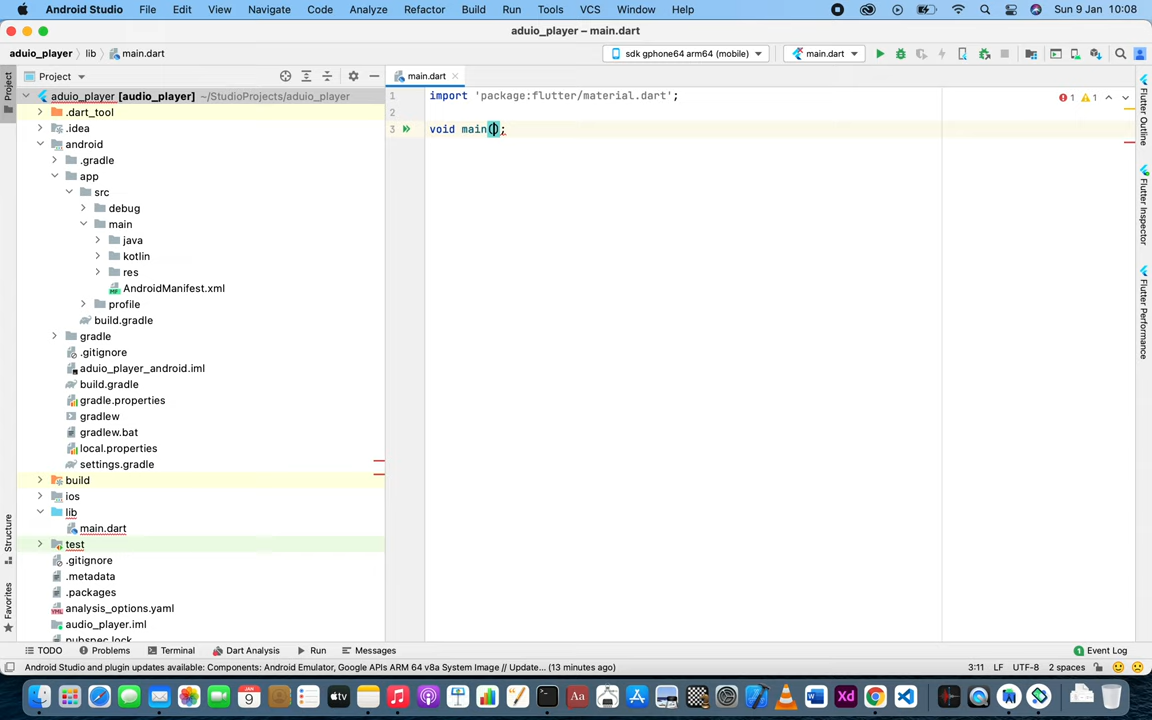 Android Studio File Edit View Navigate Code Analyze Refactor Build Run Tools VCS Window Help Sun 9 Jan 10:08
aduio_player – main.dart
aduio_player lib main.dart sdk gphone64 arm64 (mobile) main.dart
Project main.dart
aduio_player [audio_player] ~/StudioProjects/aduio_player
.dart_tool
.idea
android
.gradle
app
src
debug
main
java
kotlin
res
AndroidManifest.xml
profile
build.gradle
gradle
.gitignore
aduio_player_android.iml
build.gradle
gradle.properties
gradlew
gradlew.bat
local.properties
settings.gradle
build
ios
lib
main.dart
test
.gitignore
.metadata
.packages
analysis_options.yaml
audio_player.iml
pubspec.lock
1 import 'package:flutter/material.dart';
2
3 void main();
1 1
Project
Structure
Favorites
Flutter Outline
Flutter Inspector
Flutter Performance
TODO Problems Terminal Dart Analysis Run Messages 1 Event Log
Android Studio and plugin updates available: Components: Android Emulator, Google APIs ARM 64 v8a System Image // Update... (13 minutes ago) 3:11 LF UTF-8 2 spaces